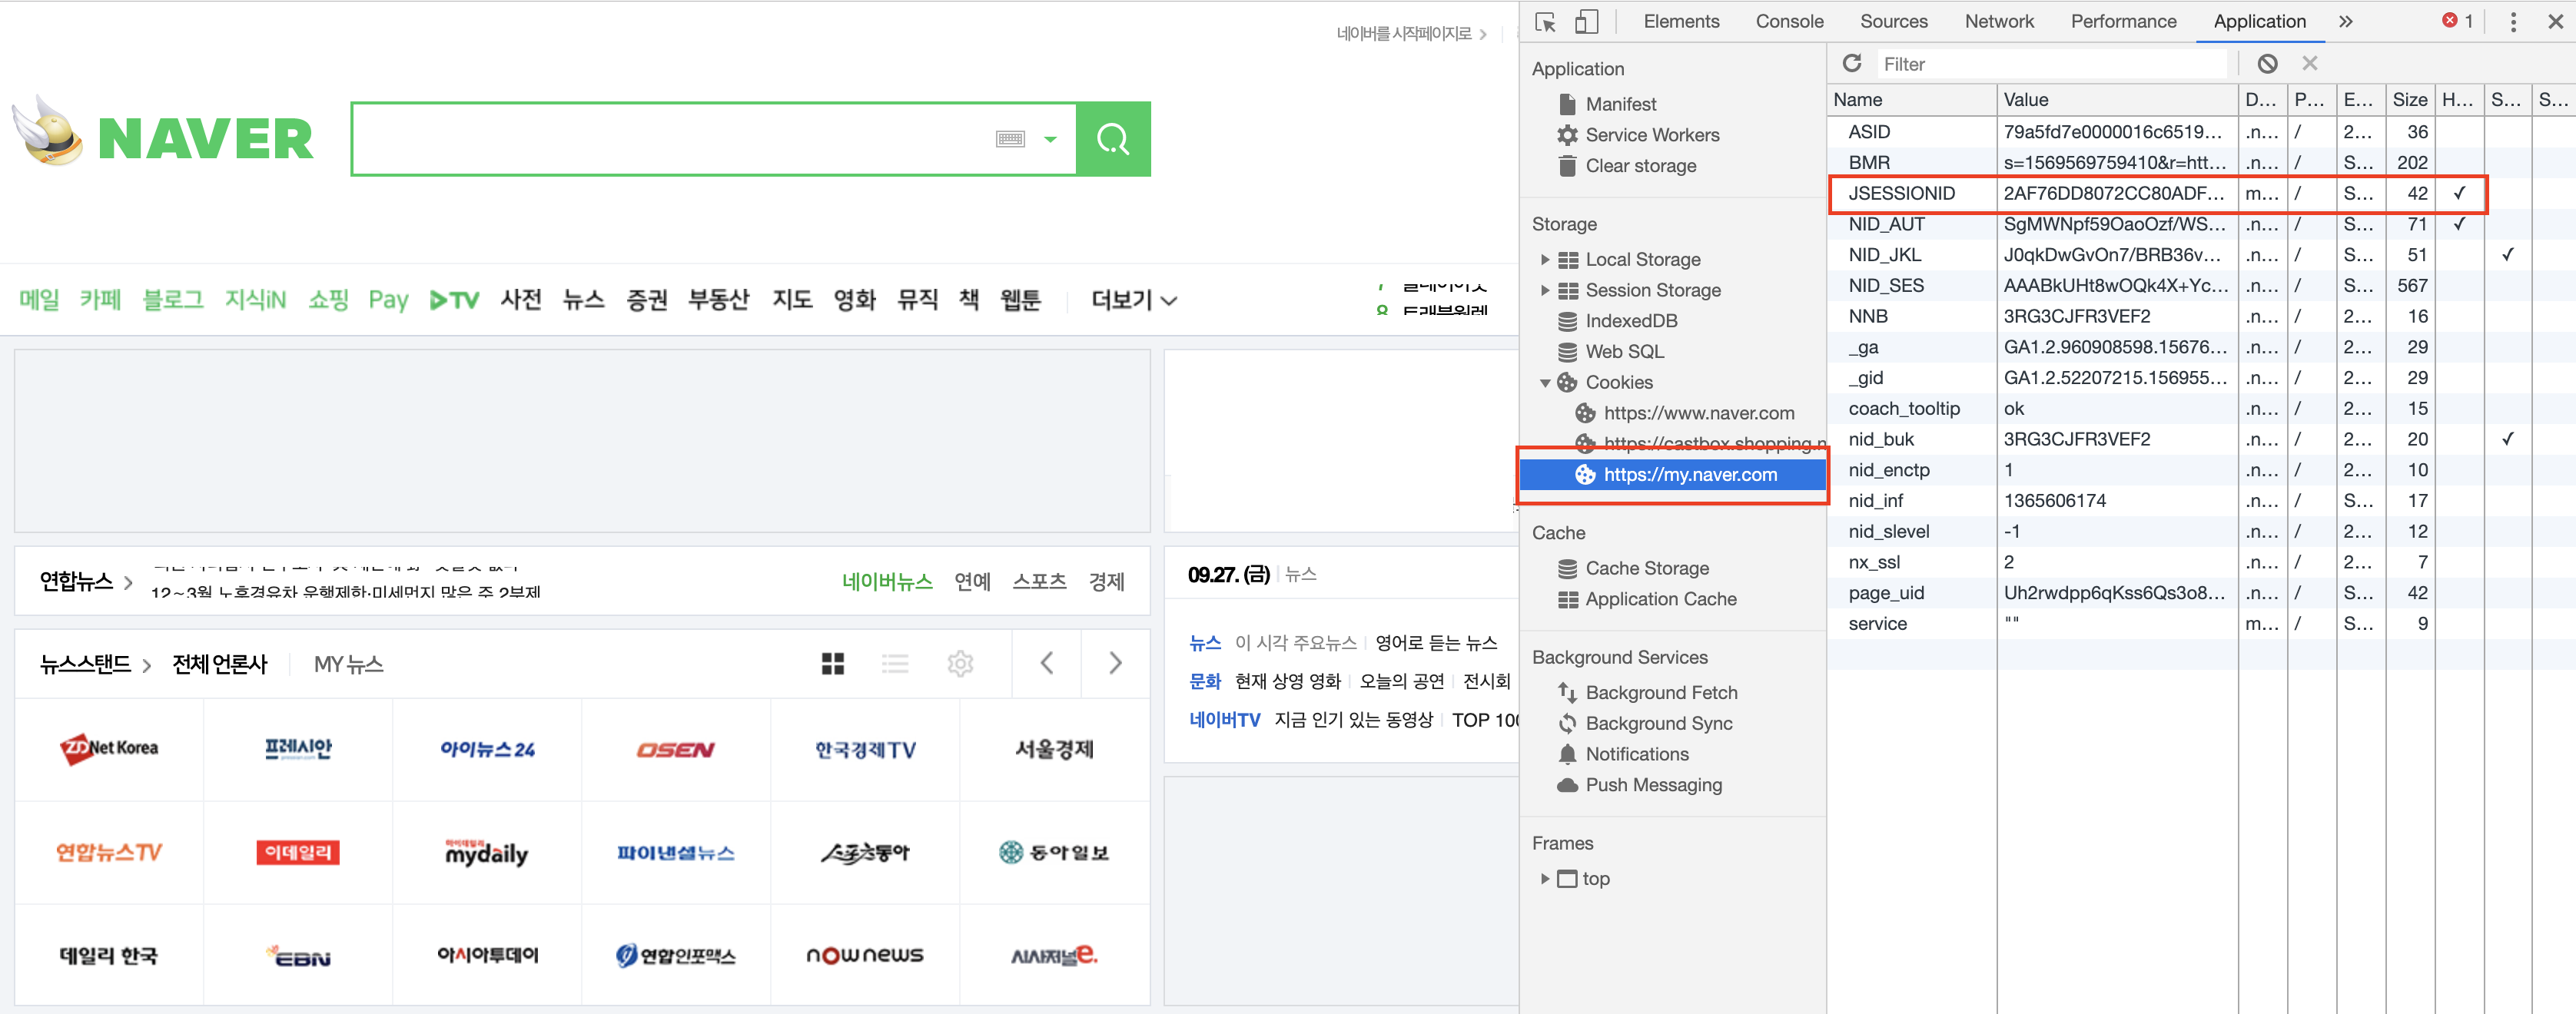 네이버를 시작페이지로 >
NAVER
메일 카페 블로그 지식iN 쇼핑 Pay TV 사전 뉴스 증권 부동산 지도 영화 뮤직 책 웹툰 더보기
8
연합뉴스 >
12~3월 노후경유차 운행제한·미세먼지 많은 주 2부제
네이버뉴스 연예 스포츠 경제
뉴스스탠드 > 전체 언론사 MY 뉴스
ZDNet Korea 프레시안 아이뉴스24 OSEN 한국경제TV 서울경제
연합뉴스TV 이데일리 마이데일리 mydaily 파이낸셜뉴스 스포츠동아 동아일보
데일리 한국 EBN 아시아투데이 연합인포맥스 nownews 시사저널e.
09.27. (금) 뉴스
뉴스 이 시각 주요뉴스 영어로 듣는 뉴스
문화 현재 상영 영화 오늘의 공연 전시회
네이버TV 지금 인기 있는 동영상 TOP 100
Elements Console Sources Network Performance Application » 1
Application
Manifest
Service Workers
Clear storage
Storage
Local Storage
Session Storage
IndexedDB
Web SQL
Cookies
https://www.naver.com
https://castbox.shopping.n
https://my.naver.com
Cache
Cache Storage
Application Cache
Background Services
Background Fetch
Background Sync
Notifications
Push Messaging
Frames
top
Filter
Name Value D... P... E... Size H... S... S...
ASID 79a5fd7e0000016c6519... .n... / 2... 36
BMR s=1569569759410&r=htt... .n... / S... 202
JSESSIONID 2AF76DD8072CC80ADF... m... / S... 42 ✓
NID_AUT SgMWNpf59OaoOzf/WS... .n... / S... 71 ✓
NID_JKL J0qkDwGvOn7/BRB36v... .n... / S... 51 ✓
NID_SES AAABkUHt8wOQk4X+Yc... .n... / S... 567
NNB 3RG3CJFR3VEF2 .n... / 2... 16
_ga GA1.2.960908598.15676... .n... / 2... 29
_gid GA1.2.52207215.156955... .n... / 2... 29
coach_tooltip ok .n... / 2... 15
nid_buk 3RG3CJFR3VEF2 .n... / 2... 20 ✓
nid_enctp 1 .n... / 2... 10
nid_inf 1365606174 .n... / S... 17
nid_slevel -1 .n... / 2... 12
nx_ssl 2 .n... / 2... 7
page_uid Uh2rwdpp6qKss6Qs3o8... .n... / S... 42
service "" m... / S... 9